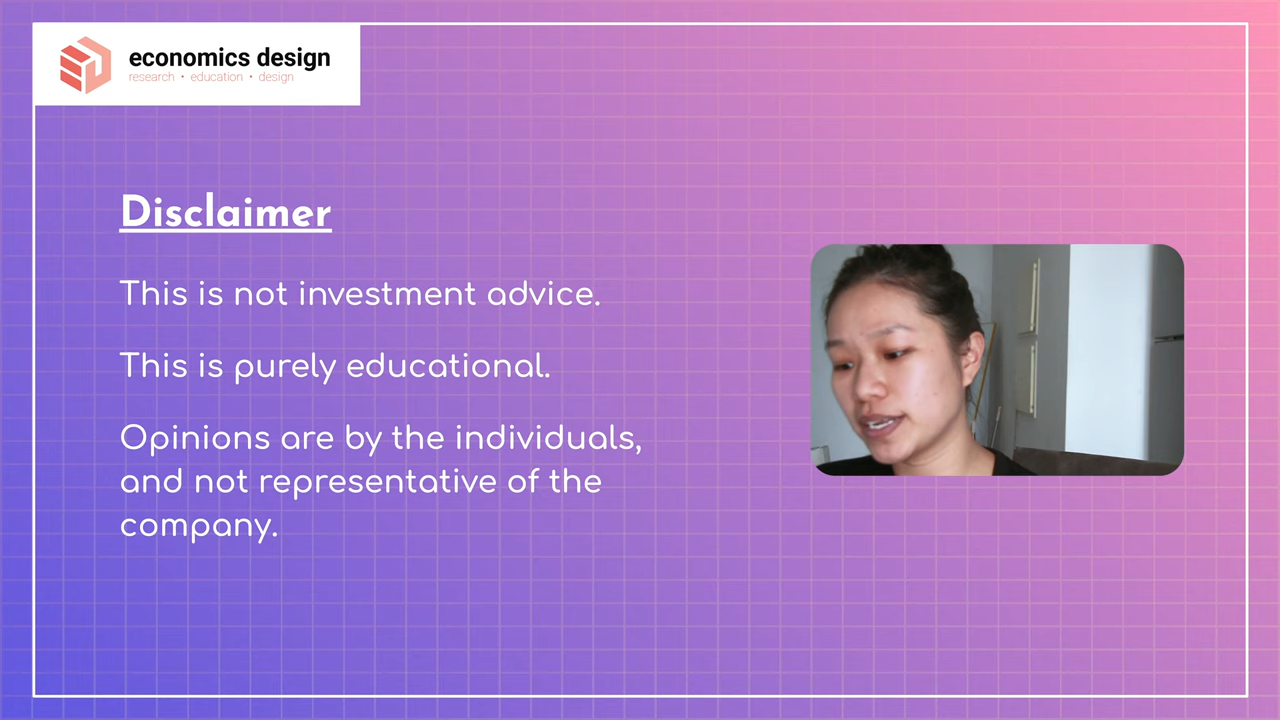 economics design
research • education • design
Disclaimer
This is not investment advice.
This is purely educational.
Opinions are by the individuals,
and not representative of the
company.